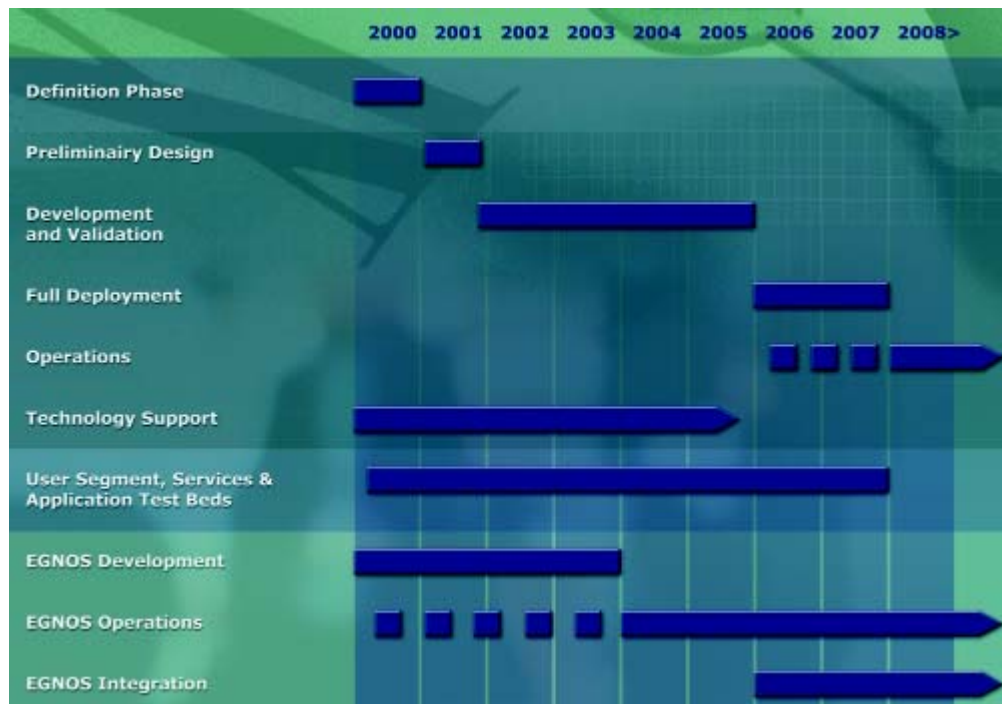 2000 2001 2002 2003 2004 2005 2006 2007 2008>
Definition Phase
Preliminairy Design
Development
and Validation
Full Deployment
Operations
Technology Support
User Segment, Services &
Application Test Beds
EGNOS Development
EGNOS Operations
EGNOS Integration